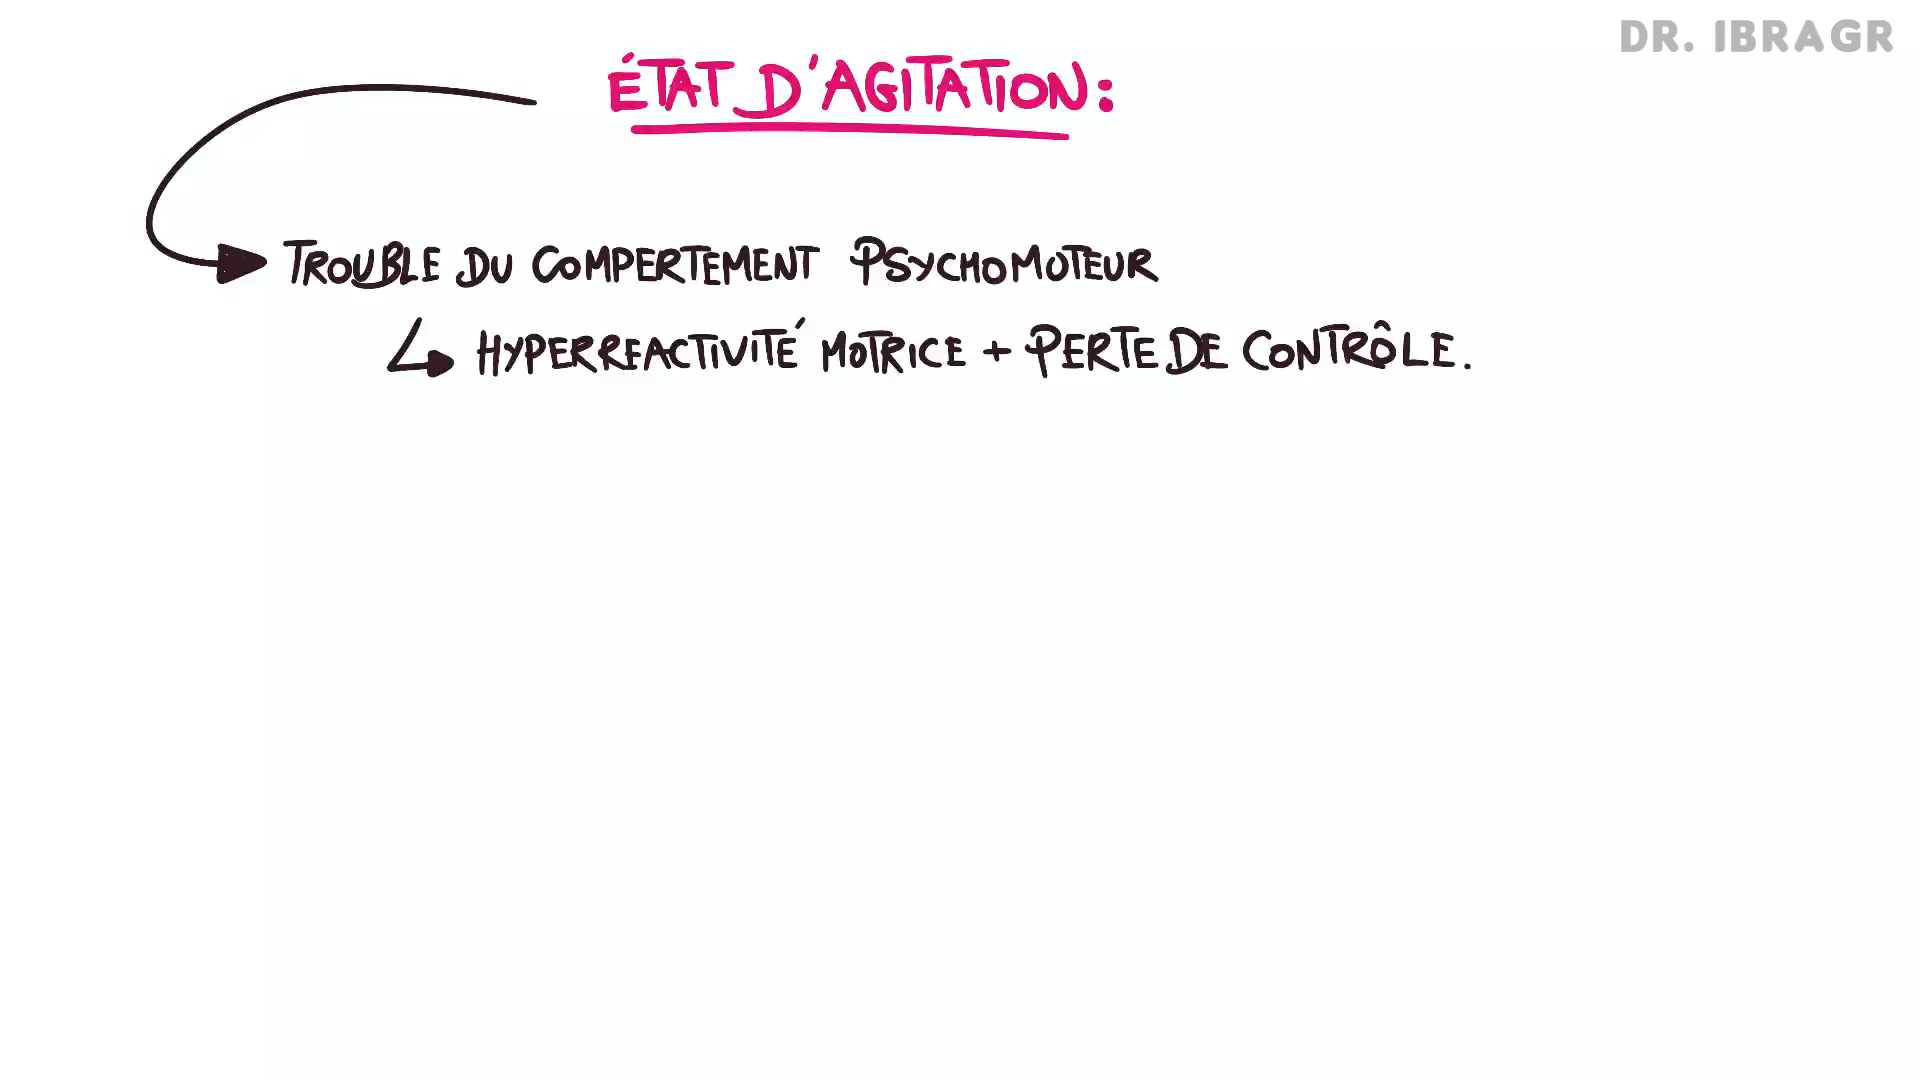 DR. IBRAGR
ÉTAT D'AGITATION:
TROUBLE DU COMPERTEMENT PSYCHOMOTEUR
HYPERREACTIVITÉ MOTRICE + PERTE DE CONTRÔLE.